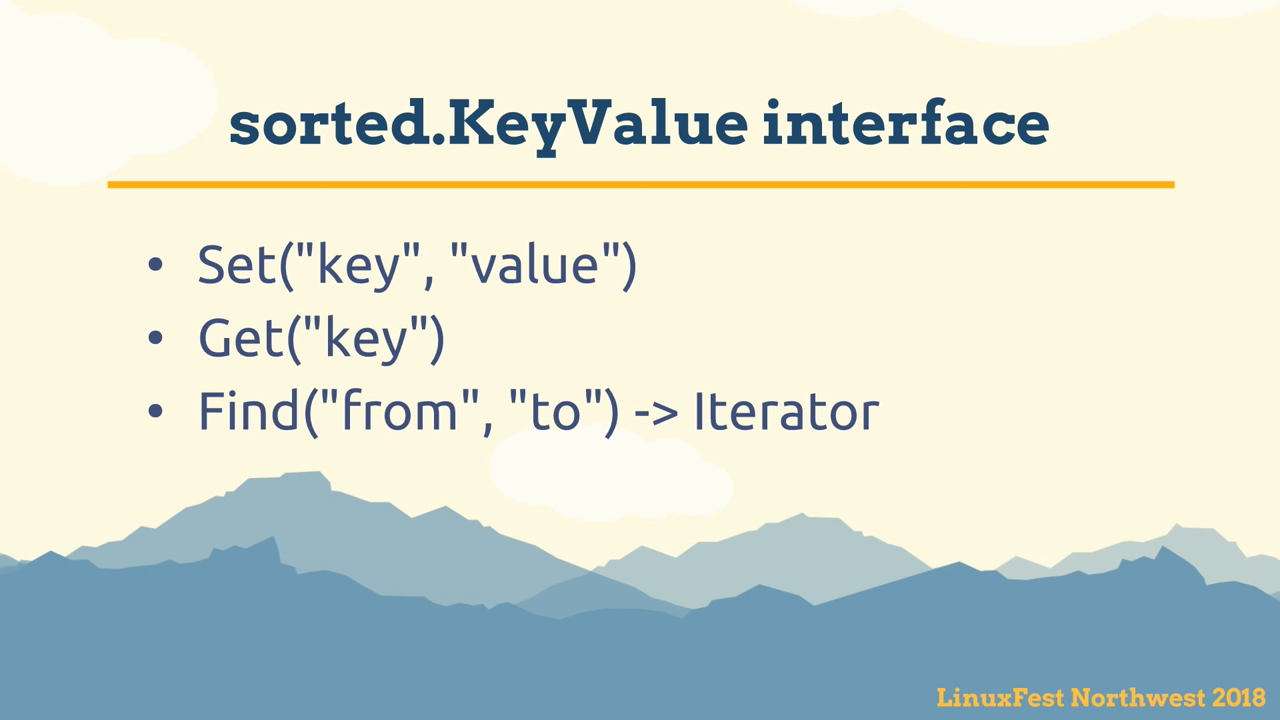 sorted.KeyValue interface
• Set("key", "value")
• Get("key")
• Find("from", "to") -> Iterator
LinuxFest Northwest 2018